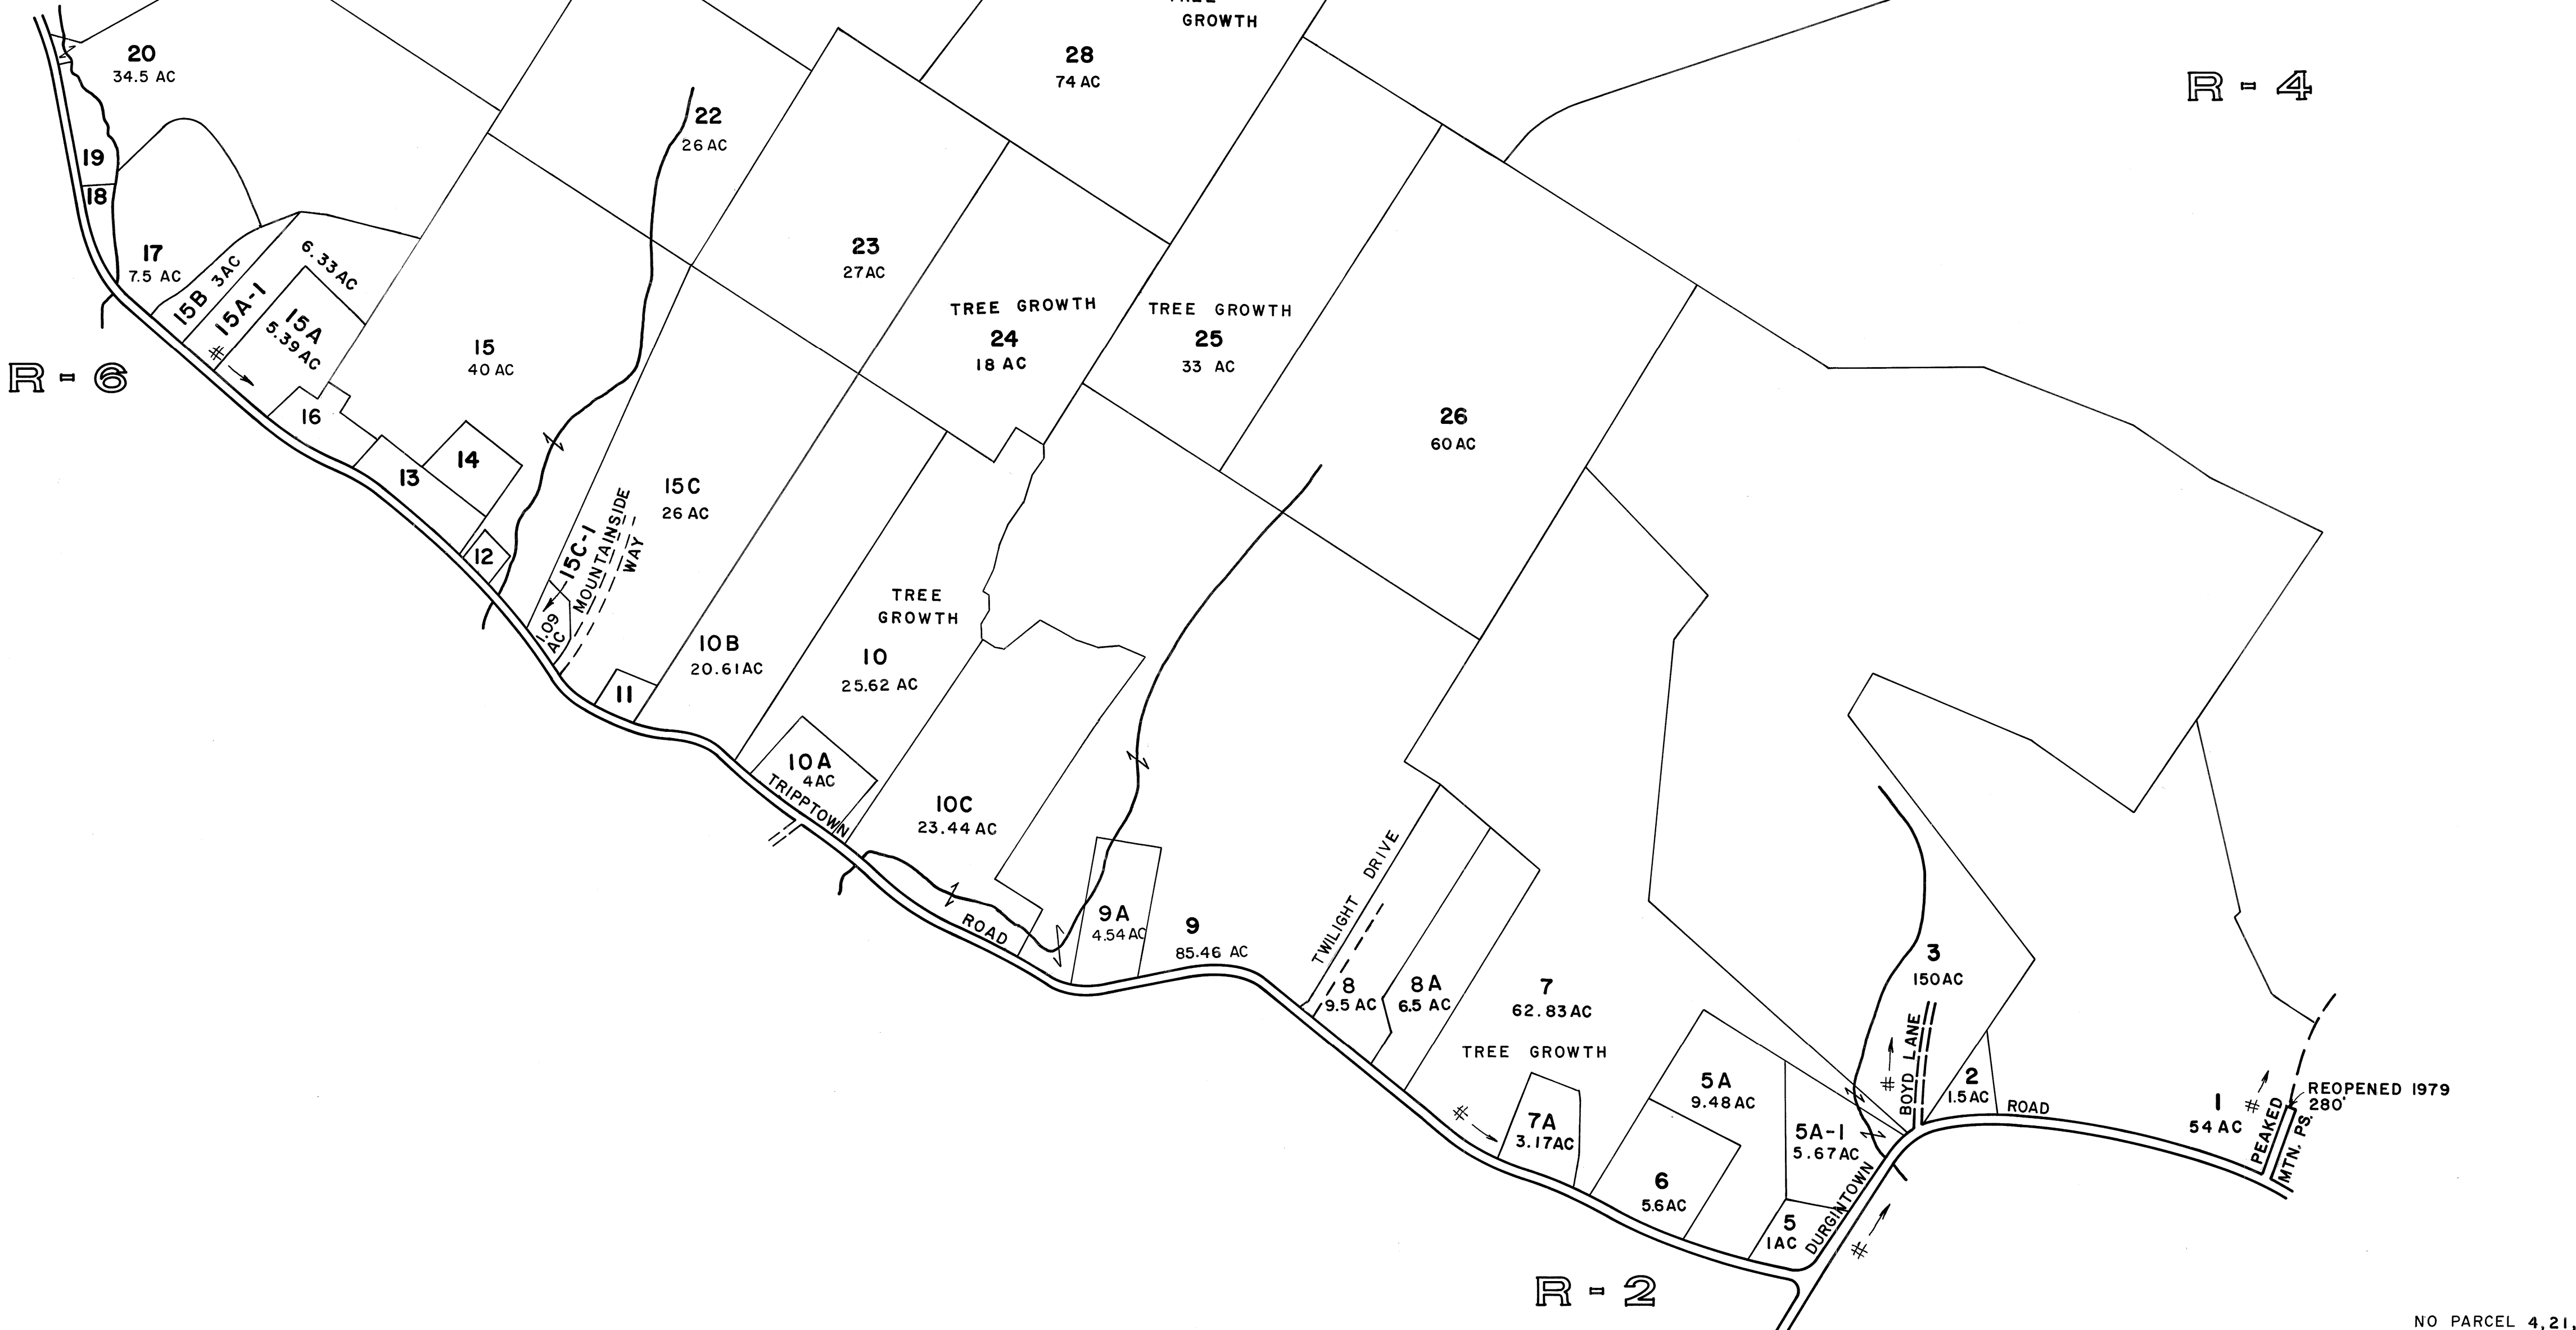 GROWTH
28
74 AC
R - 4
20
34.5 AC
22
26 AC
19
18
23
27 AC
17
7.5 AC
15B 3AC
15A-1
6.33 AC
15A
5.39 AC
#
TREE GROWTH
24
18 AC
TREE GROWTH
25
33 AC
15
40 AC
R - 6
16
26
60 AC
14
13
15C
26 AC
12
15C-1
MOUNTAINSIDE
WAY
1.09
AC
TREE
GROWTH
10
25.62 AC
10B
20.61 AC
11
10A
4 AC
TRIPPTOWN
10C
23.44 AC
ROAD
9A
4.54 AC
9
85.46 AC
TWILIGHT DRIVE
8
9.5 AC
8A
6.5 AC
7
62.83 AC
TREE GROWTH
3
150 AC
BOYD LANE
#
2
1.5 AC
ROAD
1
54 AC
#
PEAKED
MTN. PS.
REOPENED 1979
280'
#
7A
3.17 AC
5A
9.48 AC
5A-1
5.67 AC
6
5.6 AC
5
1 AC
DURGINTOWN
#
R - 2
NO PARCEL 4,21,